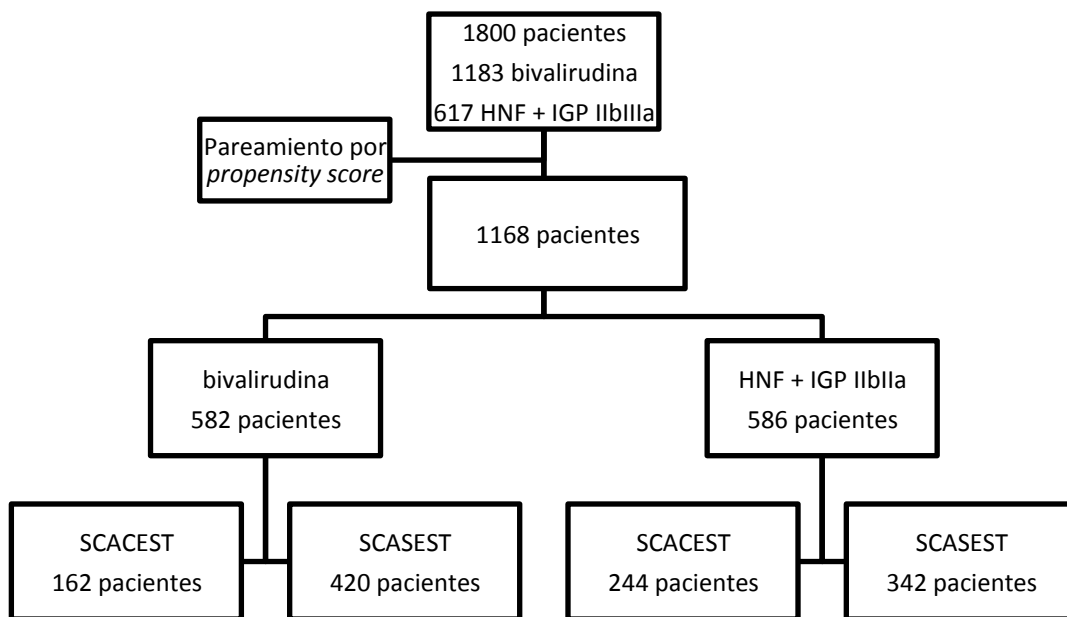 1800 pacientes
1183 bivalirudina
617 HNF + IGP IIbIIIa
Pareamiento por
propensity score
1168 pacientes
bivalirudina
582 pacientes
HNF + IGP IIbIIa
586 pacientes
SCACEST
162 pacientes
SCASEST
420 pacientes
SCACEST
244 pacientes
SCASEST
342 pacientes